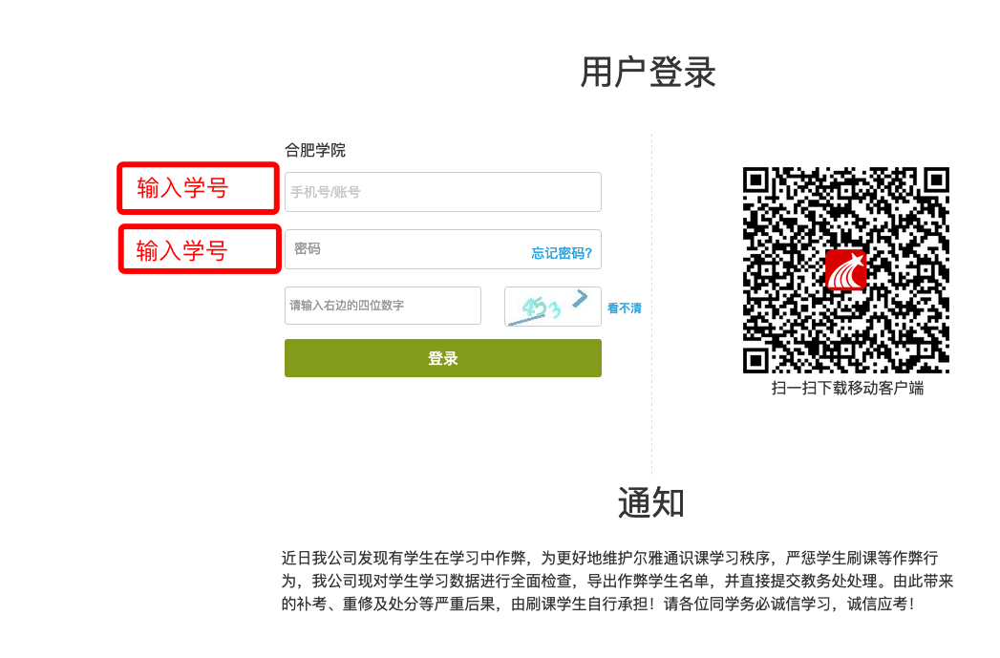 用户登录
合肥学院
输入学号
手机号/账号
输入学号
密码
忘记密码?
请输入右边的四位数字
看不清
登录
扫一扫下载移动客户端
通知
近日我公司发现有学生在学习中作弊，为更好地维护尔雅通识课学习秩序，严惩学生刷课等作弊行
为，我公司现对学生学习数据进行全面检查，导出作弊学生名单，并直接提交教务处处理。由此带来
的补考、重修及处分等严重后果，由刷课学生自行承担！请各位同学务必诚信学习，诚信应考！